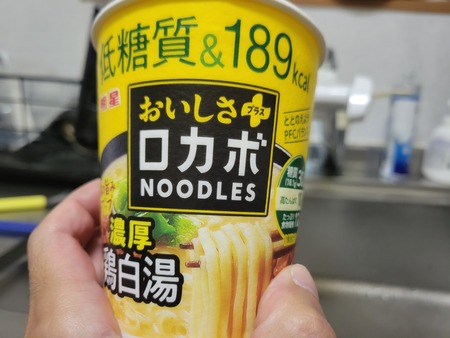 低糖質&189kcal
明星
おいしさプラス
ロカボ
NOODLES
濃厚
鶏白湯